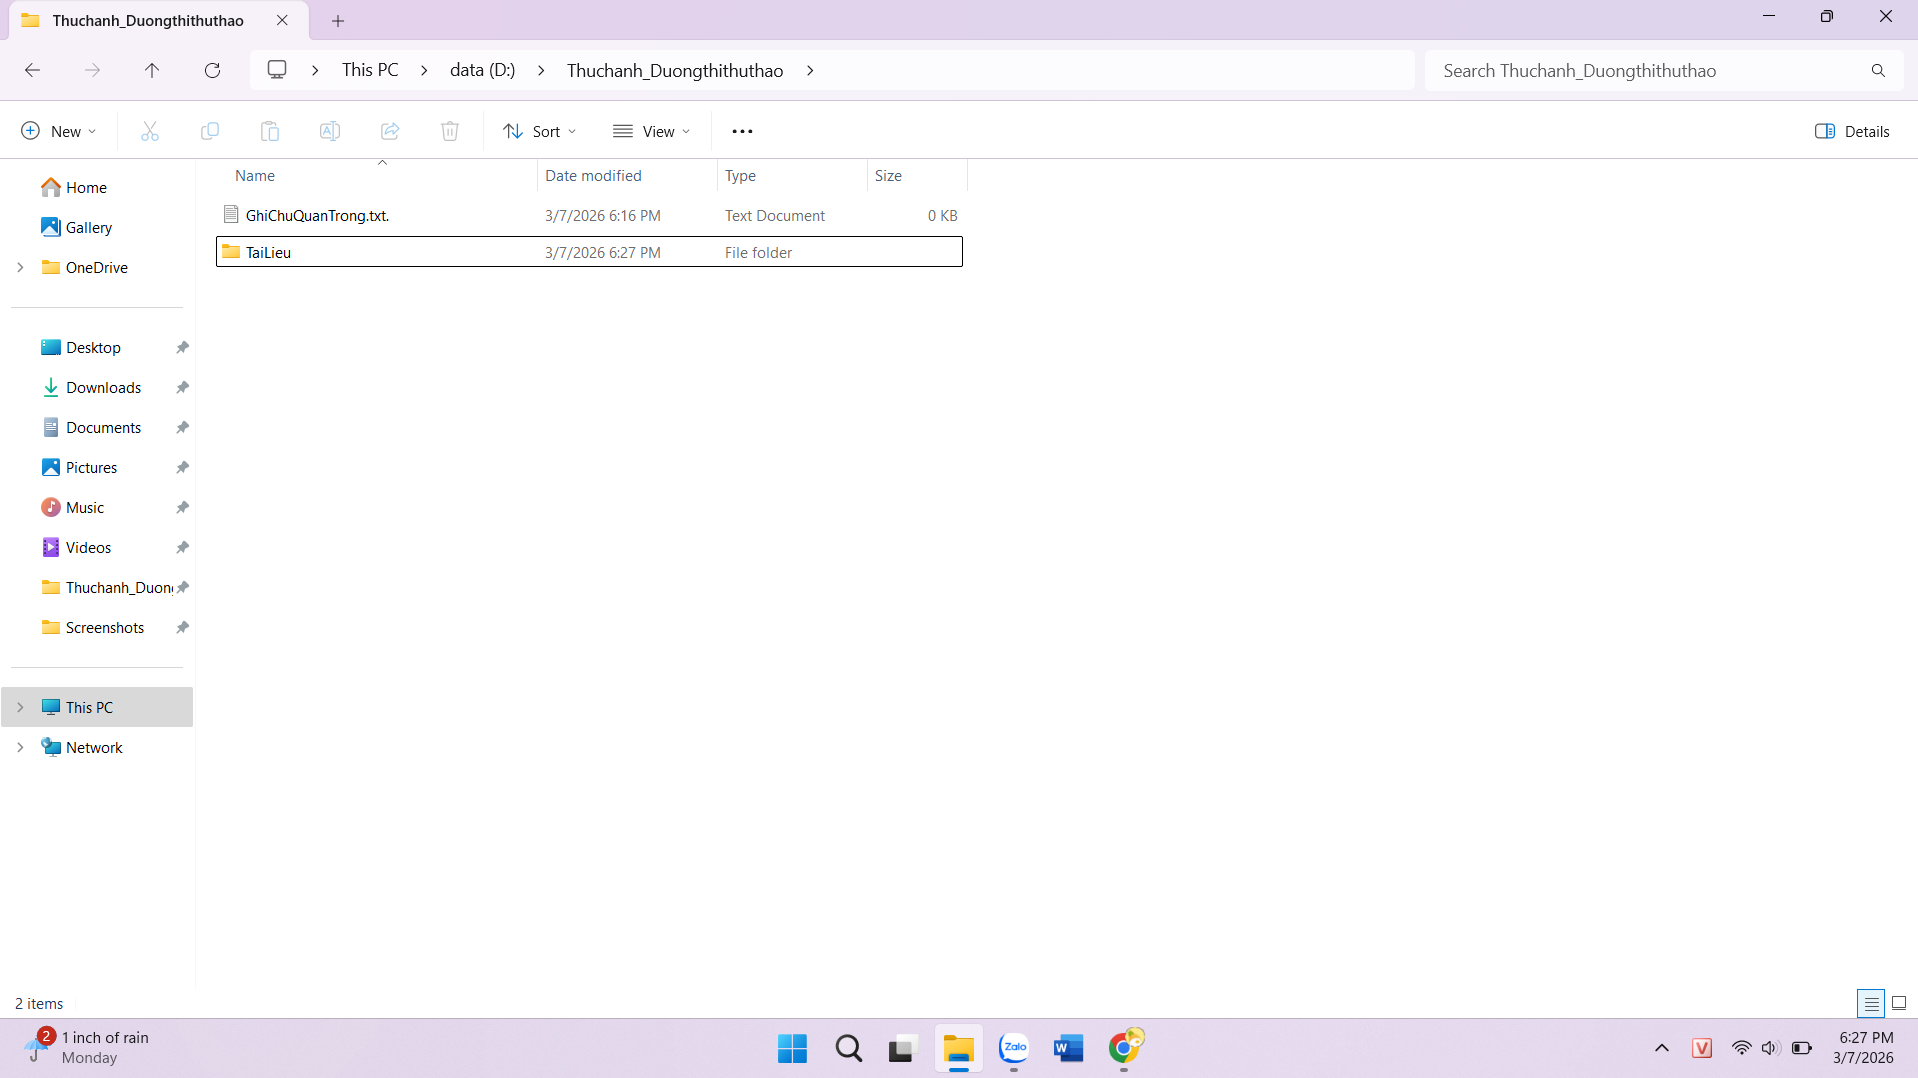 Thuchanh_Duongthithuthao
This PC
data (D:)
Thuchanh_Duongthithuthao
Search Thuchanh_Duongthithuthao
New
Sort
View
Details
Name
Date modified
Type
Size
GhiChuQuanTrong.txt.
3/7/2026 6:16 PM
Text Document
0 KB
TaiLieu
3/7/2026 6:27 PM
File folder
Home
Gallery
OneDrive
Desktop
Downloads
Documents
Pictures
Music
Videos
Thuchanh_Duon
Screenshots
This PC
Network
2 items
2
1 inch of rain
Monday
Zalo
W
V
6:27 PM
3/7/2026